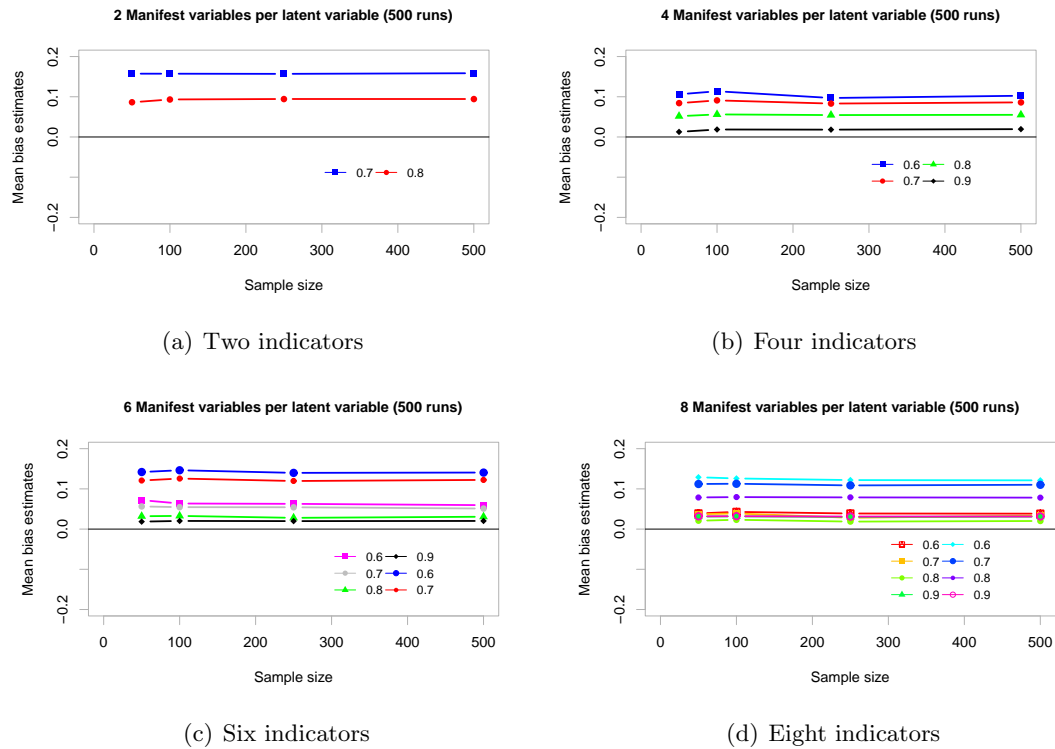 2 Manifest variables per latent variable (500 runs)
Mean bias estimates
0.2
0.1
0.0
−0.2
0.7
0.8
0 100 200 300 400 500
Sample size
(a) Two indicators
4 Manifest variables per latent variable (500 runs)
Mean bias estimates
0.2
0.1
0.0
−0.2
0.6 0.8
0.7 0.9
0 100 200 300 400 500
Sample size
(b) Four indicators
6 Manifest variables per latent variable (500 runs)
Mean bias estimates
0.2
0.1
0.0
−0.2
0.6 0.9
0.7 0.6
0.8 0.7
0 100 200 300 400 500
Sample size
(c) Six indicators
8 Manifest variables per latent variable (500 runs)
Mean bias estimates
0.2
0.1
0.0
−0.2
0.6 0.6
0.7 0.7
0.8 0.8
0.9 0.9
0 100 200 300 400 500
Sample size
(d) Eight indicators